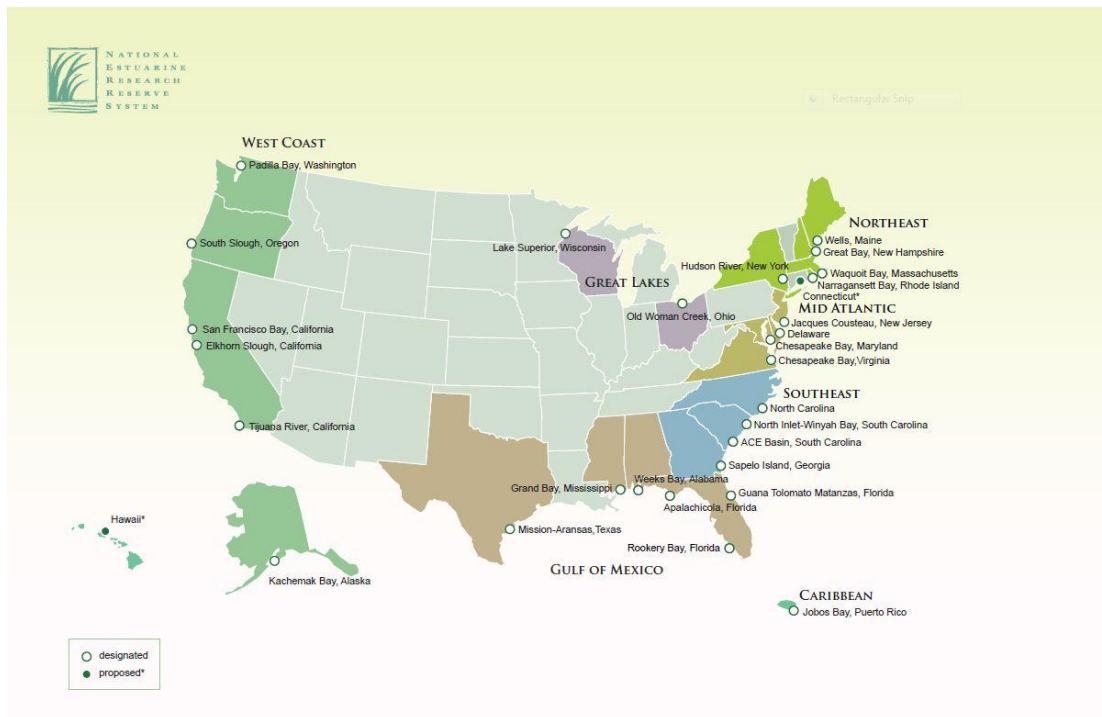 NATIONAL
ESTUARINE
RESEARCH
RESERVE
SYSTEM
Rectangular Snip
WEST COAST
Padilla Bay, Washington
South Slough, Oregon
San Francisco Bay, California
Elkhorn Slough, California
Tijuana River, California
Lake Superior, Wisconsin
GREAT LAKES
Old Woman Creek, Ohio
NORTHEAST
Wells, Maine
Great Bay, New Hampshire
Hudson River, New York
Waquoit Bay, Massachusetts
Narragansett Bay, Rhode Island
Connecticut*
MID ATLANTIC
Jacques Cousteau, New Jersey
Delaware
Chesapeake Bay, Maryland
Chesapeake Bay,Virginia
SOUTHEAST
North Carolina
North Inlet-Winyah Bay, South Carolina
ACE Basin, South Carolina
Sapelo Island, Georgia
Weeks Bay, Alabama
Grand Bay, Mississippi
Guana Tolomato Matanzas, Florida
Apalachicola, Florida
Mission-Aransas,Texas
Rookery Bay, Florida
GULF OF MEXICO
Hawaii*
Kachemak Bay, Alaska
CARIBBEAN
Jobos Bay, Puerto Rico
designated
proposed*